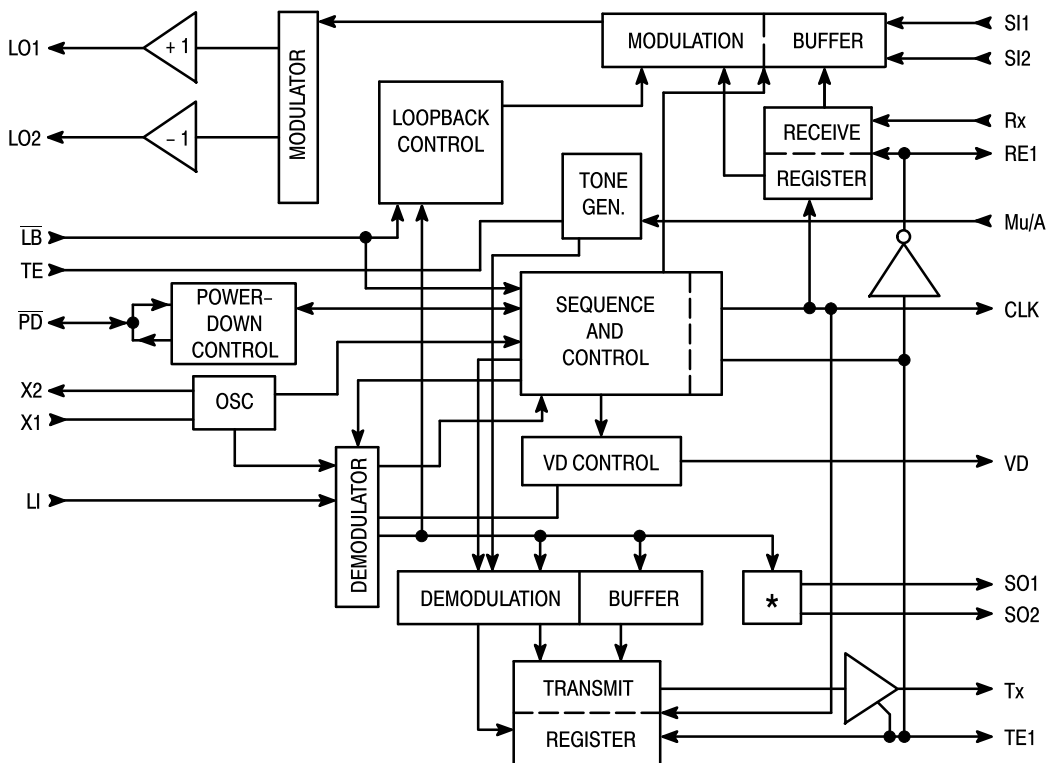 LO1
+ 1
MODULATOR
MODULATION
BUFFER
SI1
SI2
LO2
– 1
LOOPBACK
CONTROL
RECEIVE
REGISTER
Rx
RE1
TONE
GEN.
Mu/A
L̅B̅
TE
P̅D̅
POWER–
DOWN
CONTROL
SEQUENCE
AND
CONTROL
CLK
X2
X1
OSC
VD CONTROL
VD
LI
DEMODULATOR
DEMODULATION
BUFFER
*
SO1
SO2
TRANSMIT
REGISTER
Tx
TE1